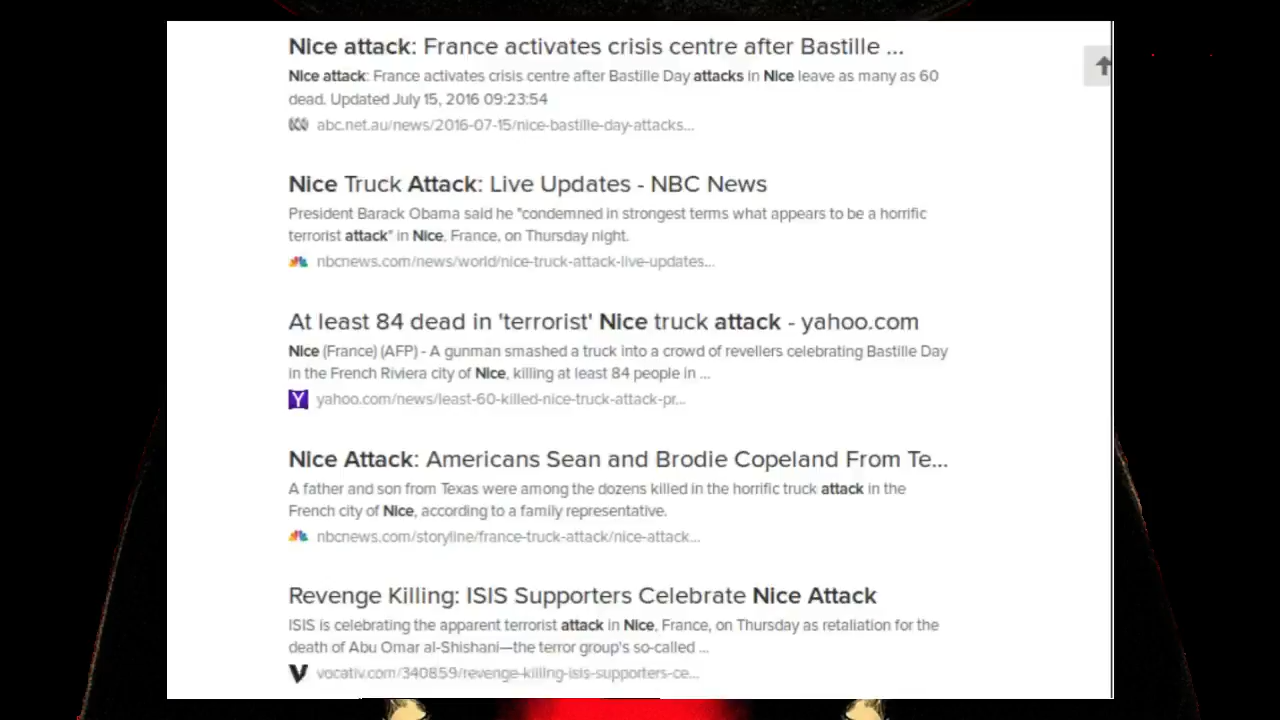 Nice attack: France activates crisis centre after Bastille ...
Nice attack: France activates crisis centre after Bastille Day attacks in Nice leave as many as 60
dead. Updated July 15, 2016 09:23:54
abc.net.au/news/2016-07-15/nice-bastille-day-attacks...
Nice Truck Attack: Live Updates - NBC News
President Barack Obama said he "condemned in strongest terms what appears to be a horrific
terrorist attack" in Nice, France, on Thursday night.
nbcnews.com/news/world/nice-truck-attack-live-updates...
At least 84 dead in 'terrorist' Nice truck attack - yahoo.com
Nice (France) (AFP) - A gunman smashed a truck into a crowd of revellers celebrating Bastille Day
in the French Riviera city of Nice, killing at least 84 people in ...
Y yahoo.com/news/least-60-killed-nice-truck-attack-pr...
Nice Attack: Americans Sean and Brodie Copeland From Te...
A father and son from Texas were among the dozens killed in the horrific truck attack in the
French city of Nice, according to a family representative.
nbcnews.com/storyline/france-truck-attack/nice-attack...
Revenge Killing: ISIS Supporters Celebrate Nice Attack
ISIS is celebrating the apparent terrorist attack in Nice, France, on Thursday as retaliation for the
death of Abu Omar al-Shishani—the terror group's so-called ...
V vocativ.com/340859/revenge-killing-isis-supporters-ce...